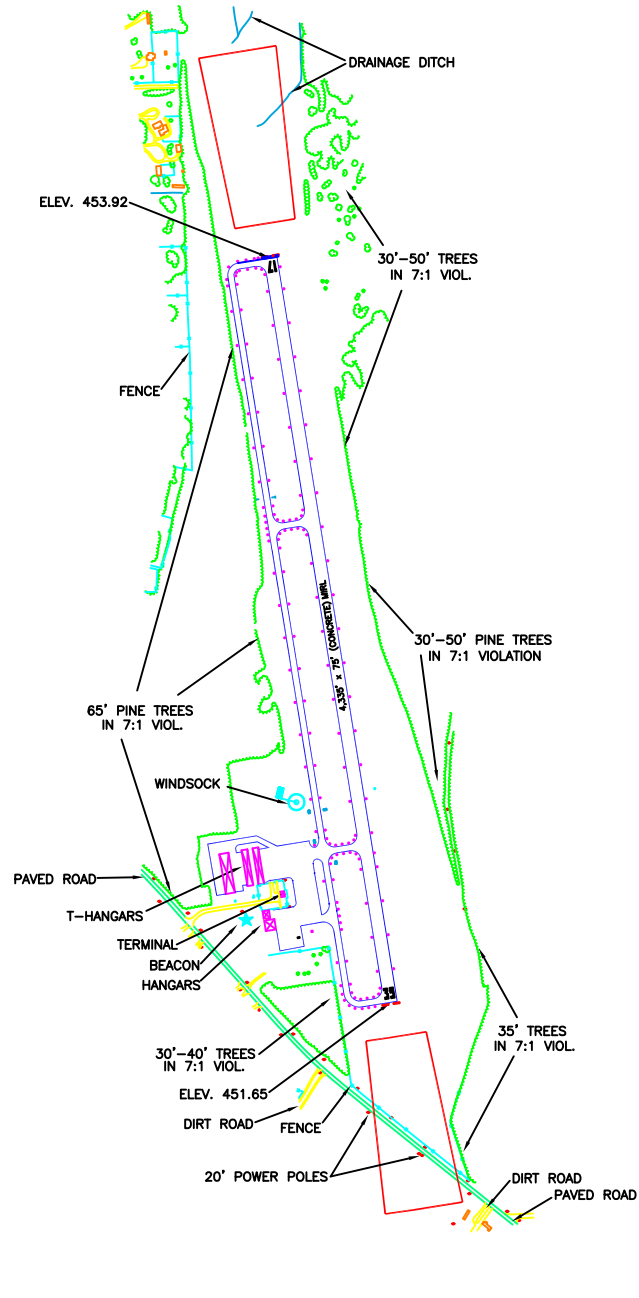 DRAINAGE DITCH
ELEV. 453.92
17
30'-50' TREES
IN 7:1 VIOL.
FENCE
4,335' x 75' (CONCRETE) MIRL
30'-50' PINE TREES
IN 7:1 VIOLATION
65' PINE TREES
IN 7:1 VIOL.
WINDSOCK
PAVED ROAD
T-HANGARS
TERMINAL
BEACON
HANGARS
35
30'-40' TREES
IN 7:1 VIOL.
35' TREES
IN 7:1 VIOL.
ELEV. 451.65
DIRT ROAD
FENCE
20' POWER POLES
DIRT ROAD
PAVED ROAD